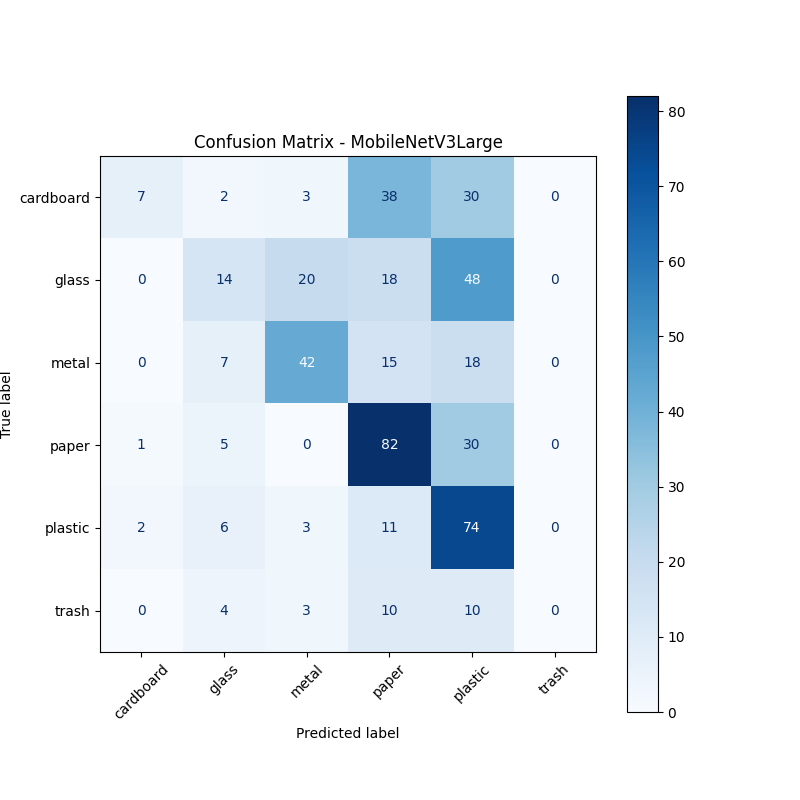 Confusion Matrix - MobileNetV3Large
cardboard 7 2 3 38 30 0
glass 0 14 20 18 48 0
metal 0 7 42 15 18 0
paper 1 5 0 82 30 0
plastic 2 6 3 11 74 0
trash 0 4 3 10 10 0
cardboard glass metal paper plastic trash
Predicted label
True label
80
70
60
50
40
30
20
10
0